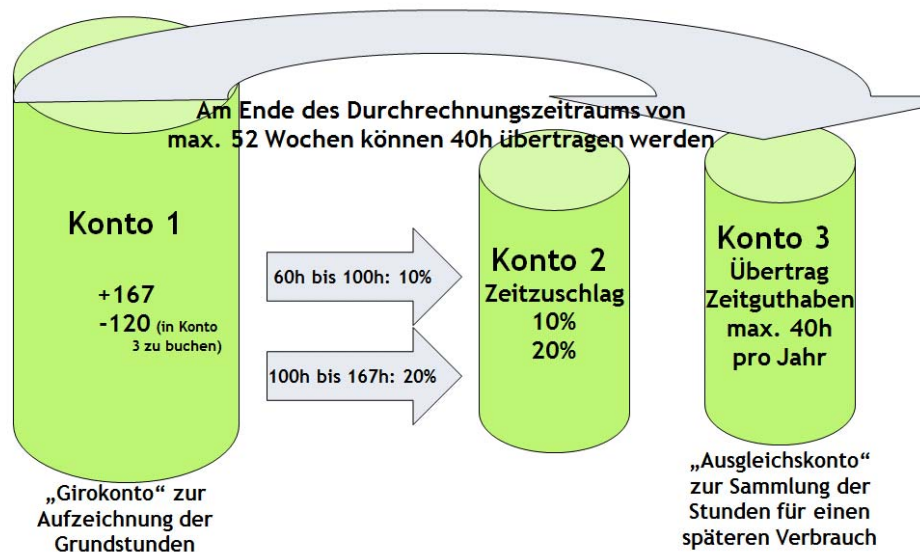 Am Ende des Durchrechnungszeitraums von
max. 52 Wochen können 40h übertragen werden
Konto 1
+167
-120 (in Konto
3 zu buchen)
60h bis 100h: 10%
100h bis 167h: 20%
Konto 2
Zeitzuschlag
10%
20%
Konto 3
Übertrag
Zeitguthaben
max. 40h
pro Jahr
„Girokonto“ zur
Aufzeichnung der
Grundstunden
„Ausgleichskonto“
zur Sammlung der
Stunden für einen
späteren Verbrauch